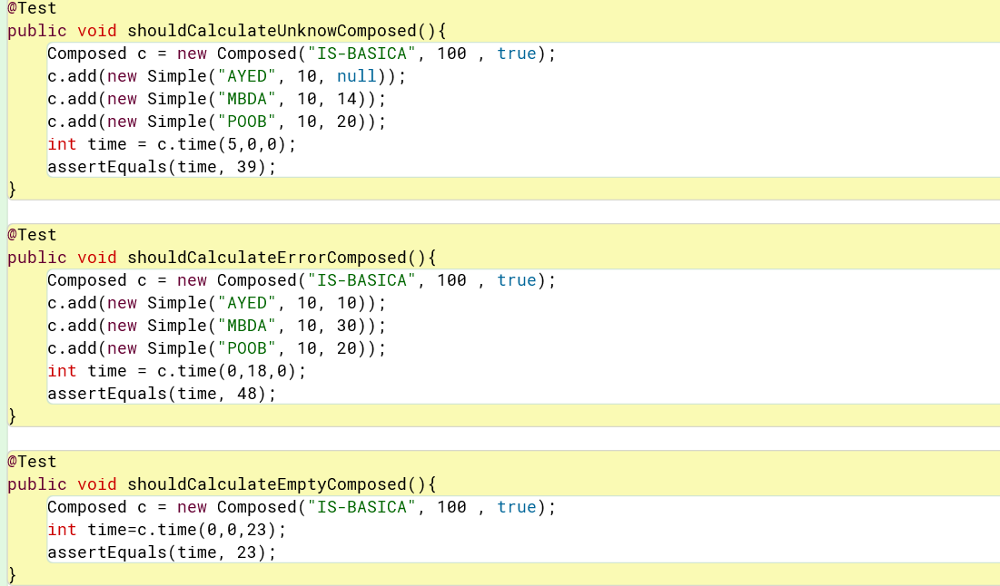 @Test
public void shouldCalculateUnknowComposed(){
    Composed c = new Composed("IS-BASICA", 100 , true);
    c.add(new Simple("AYED", 10, null));
    c.add(new Simple("MBDA", 10, 14));
    c.add(new Simple("POOB", 10, 20));
    int time = c.time(5,0,0);
    assertEquals(time, 39);
}
@Test
public void shouldCalculateErrorComposed(){
    Composed c = new Composed("IS-BASICA", 100 , true);
    c.add(new Simple("AYED", 10, 10));
    c.add(new Simple("MBDA", 10, 30));
    c.add(new Simple("POOB", 10, 20));
    int time = c.time(0,18,0);
    assertEquals(time, 48);
}
@Test
public void shouldCalculateEmptyComposed(){
    Composed c = new Composed("IS-BASICA", 100 , true);
    int time=c.time(0,0,23);
    assertEquals(time, 23);
}